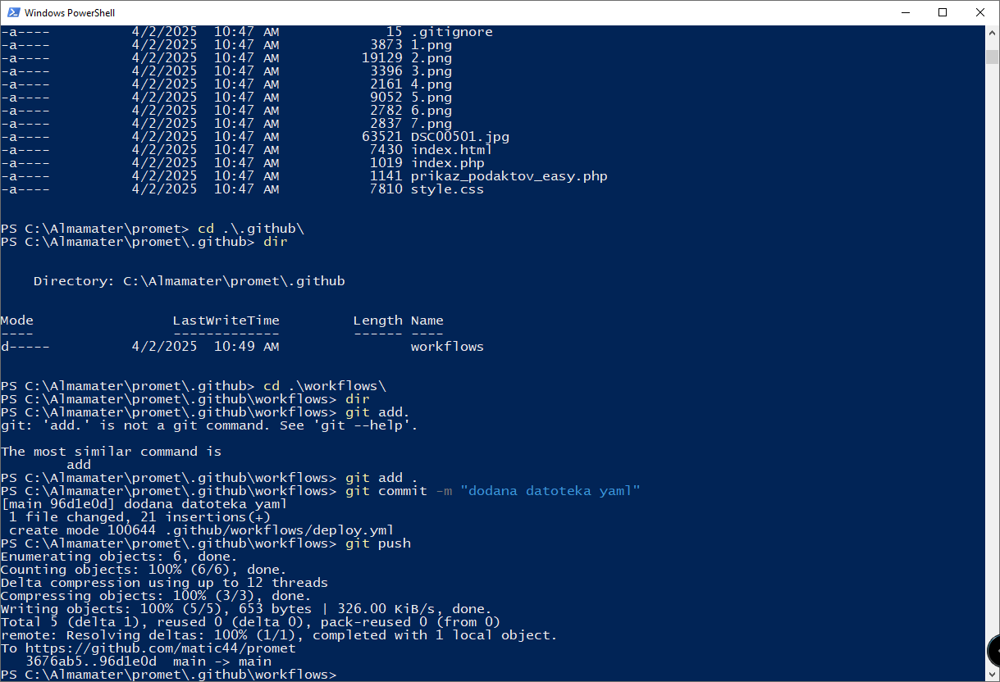 Windows PowerShell
-a---- 4/2/2025 10:47 AM 15 .gitignore
-a---- 4/2/2025 10:47 AM 3873 1.png
-a---- 4/2/2025 10:47 AM 19129 2.png
-a---- 4/2/2025 10:47 AM 3396 3.png
-a---- 4/2/2025 10:47 AM 2161 4.png
-a---- 4/2/2025 10:47 AM 9052 5.png
-a---- 4/2/2025 10:47 AM 2782 6.png
-a---- 4/2/2025 10:47 AM 2837 7.png
-a---- 4/2/2025 10:47 AM 63521 DSC00501.jpg
-a---- 4/2/2025 10:47 AM 7430 index.html
-a---- 4/2/2025 10:47 AM 1019 index.php
-a---- 4/2/2025 10:47 AM 1141 prikaz_podaktov_easy.php
-a---- 4/2/2025 10:47 AM 7810 style.css
PS C:\Almamater\promet> cd .\.github\
PS C:\Almamater\promet\.github> dir
Directory: C:\Almamater\promet\.github
Mode LastWriteTime Length Name
---- ------------- ------ ----
d----- 4/2/2025 10:49 AM workflows
PS C:\Almamater\promet\.github> cd .\workflows\
PS C:\Almamater\promet\.github\workflows> dir
PS C:\Almamater\promet\.github\workflows> git add.
git: 'add.' is not a git command. See 'git --help'.
The most similar command is
add
PS C:\Almamater\promet\.github\workflows> git add .
PS C:\Almamater\promet\.github\workflows> git commit -m "dodana datoteka yaml"
[main 96d1e0d] dodana datoteka yaml
1 file changed, 21 insertions(+)
create mode 100644 .github/workflows/deploy.yml
PS C:\Almamater\promet\.github\workflows> git push
Enumerating objects: 6, done.
Counting objects: 100% (6/6), done.
Delta compression using up to 12 threads
Compressing objects: 100% (3/3), done.
Writing objects: 100% (5/5), 653 bytes | 326.00 KiB/s, done.
Total 5 (delta 1), reused 0 (delta 0), pack-reused 0 (from 0)
remote: Resolving deltas: 100% (1/1), completed with 1 local object.
To https://github.com/matic44/promet
3676ab5..96d1e0d main -> main
PS C:\Almamater\promet\.github\workflows>